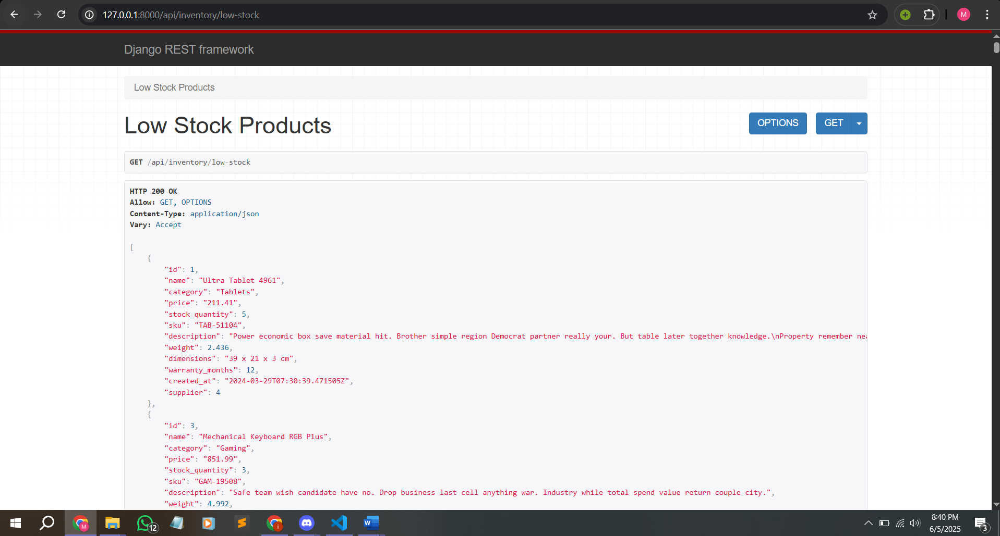 127.0.0.1:8000/api/inventory/low-stock
M
Django REST framework
Low Stock Products
Low Stock Products
OPTIONS
GET
GET /api/inventory/low-stock
HTTP 200 OK
Allow: GET, OPTIONS
Content-Type: application/json
Vary: Accept
[
{
"id": 1,
"name": "Ultra Tablet 4961",
"category": "Tablets",
"price": "211.41",
"stock_quantity": 5,
"sku": "TAB-51104",
"description": "Power economic box save material hit. Brother simple region Democrat partner really your. But table later together knowledge.\nProperty remember
"weight": 2.436,
"dimensions": "39 x 21 x 3 cm",
"warranty_months": 12,
"created_at": "2024-03-29T07:30:39.471505Z",
"supplier": 4
},
{
"id": 3,
"name": "Mechanical Keyboard RGB Plus",
"category": "Gaming",
"price": "851.99",
"stock_quantity": 3,
"sku": "GAM-19508",
"description": "Safe team wish candidate have no. Drop business last cell anything war. Industry while total spend value return couple city.",
"weight": 4.992,
M
12
i
W
8:40 PM
6/5/2025
3